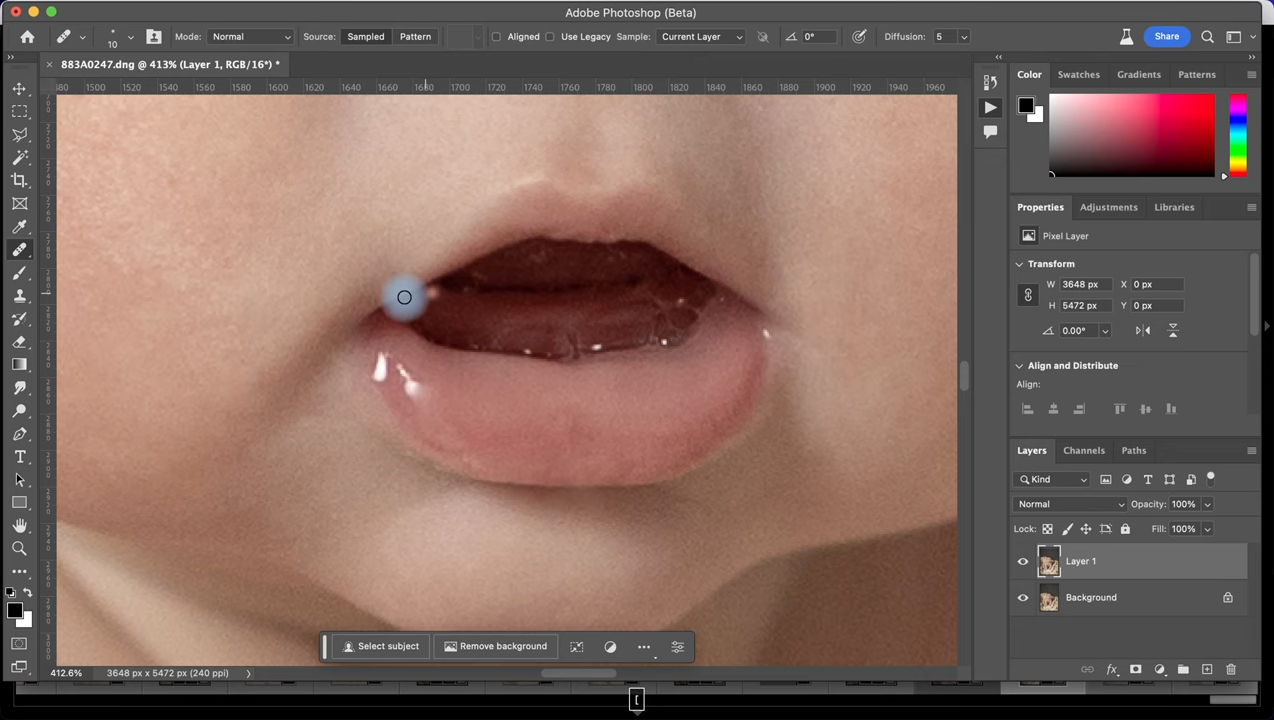 Adobe Photoshop (Beta)
10
Mode: Normal
Source: Sampled Pattern
Aligned
Use Legacy
Sample: Current Layer
0°
Diffusion: 5
Share
883A0247.dng @ 413% (Layer 1, RGB/16*) *
1500 1520 1540 1560 1580 1600 1620 1640 1660 1680 1700 1720 1740 1760 1780 1800 1820 1840 1860 1880 1900 1920 1940 1960
Color Swatches Gradients Patterns
Properties Adjustments Libraries
Pixel Layer
Transform
W 3648 px X 0 px
H 5472 px Y 0 px
0.00°
Align and Distribute
Align:
Layers Channels Paths
Kind
Normal Opacity: 100%
Lock: Fill: 100%
Layer 1
Background
Select subject
Remove background
412.6% 3648 px x 5472 px (240 ppi)
[